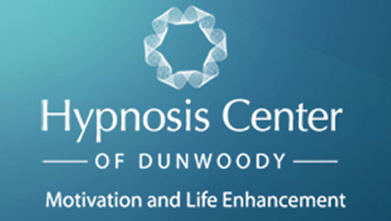 Hypnosis Center
OF DUNWOODY
Motivation and Life Enhancement